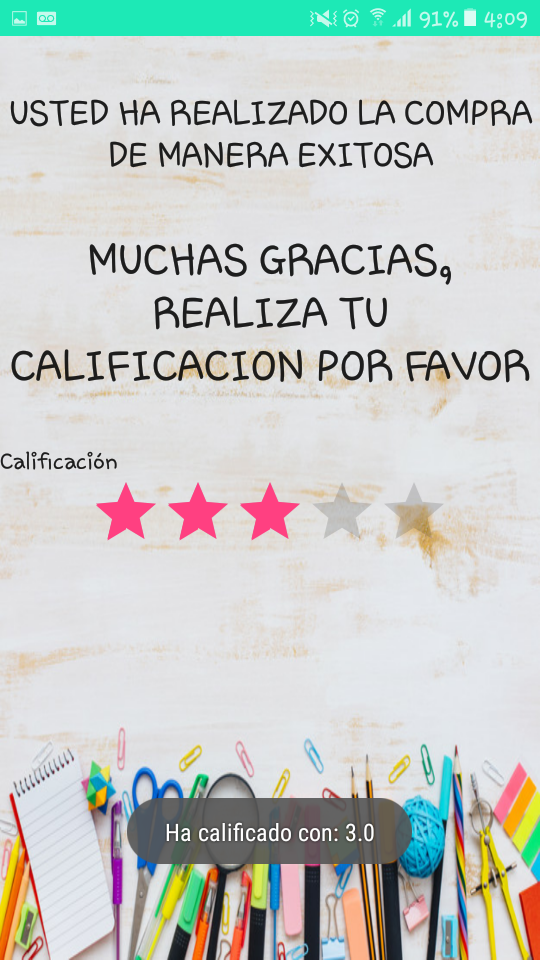 91% 4:09
USTED HA REALIZADO LA COMPRA
DE MANERA EXITOSA
MUCHAS GRACIAS,
REALIZA TU
CALIFICACION POR FAVOR
Calificación
Ha calificado con: 3.0